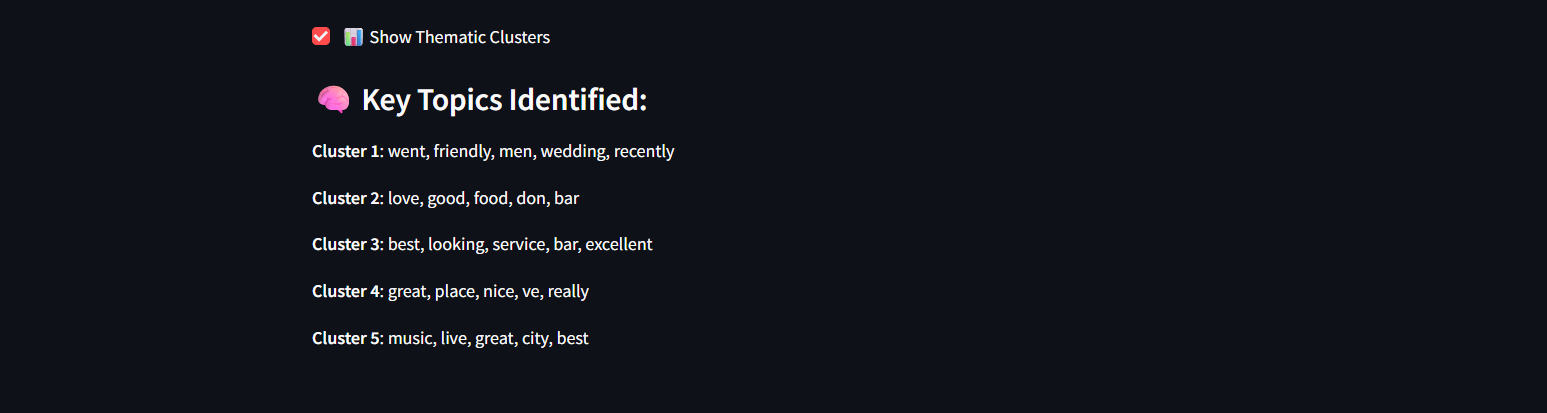 Show Thematic Clusters
Key Topics Identified:
Cluster 1: went, friendly, men, wedding, recently
Cluster 2: love, good, food, don, bar
Cluster 3: best, looking, service, bar, excellent
Cluster 4: great, place, nice, ve, really
Cluster 5: music, live, great, city, best